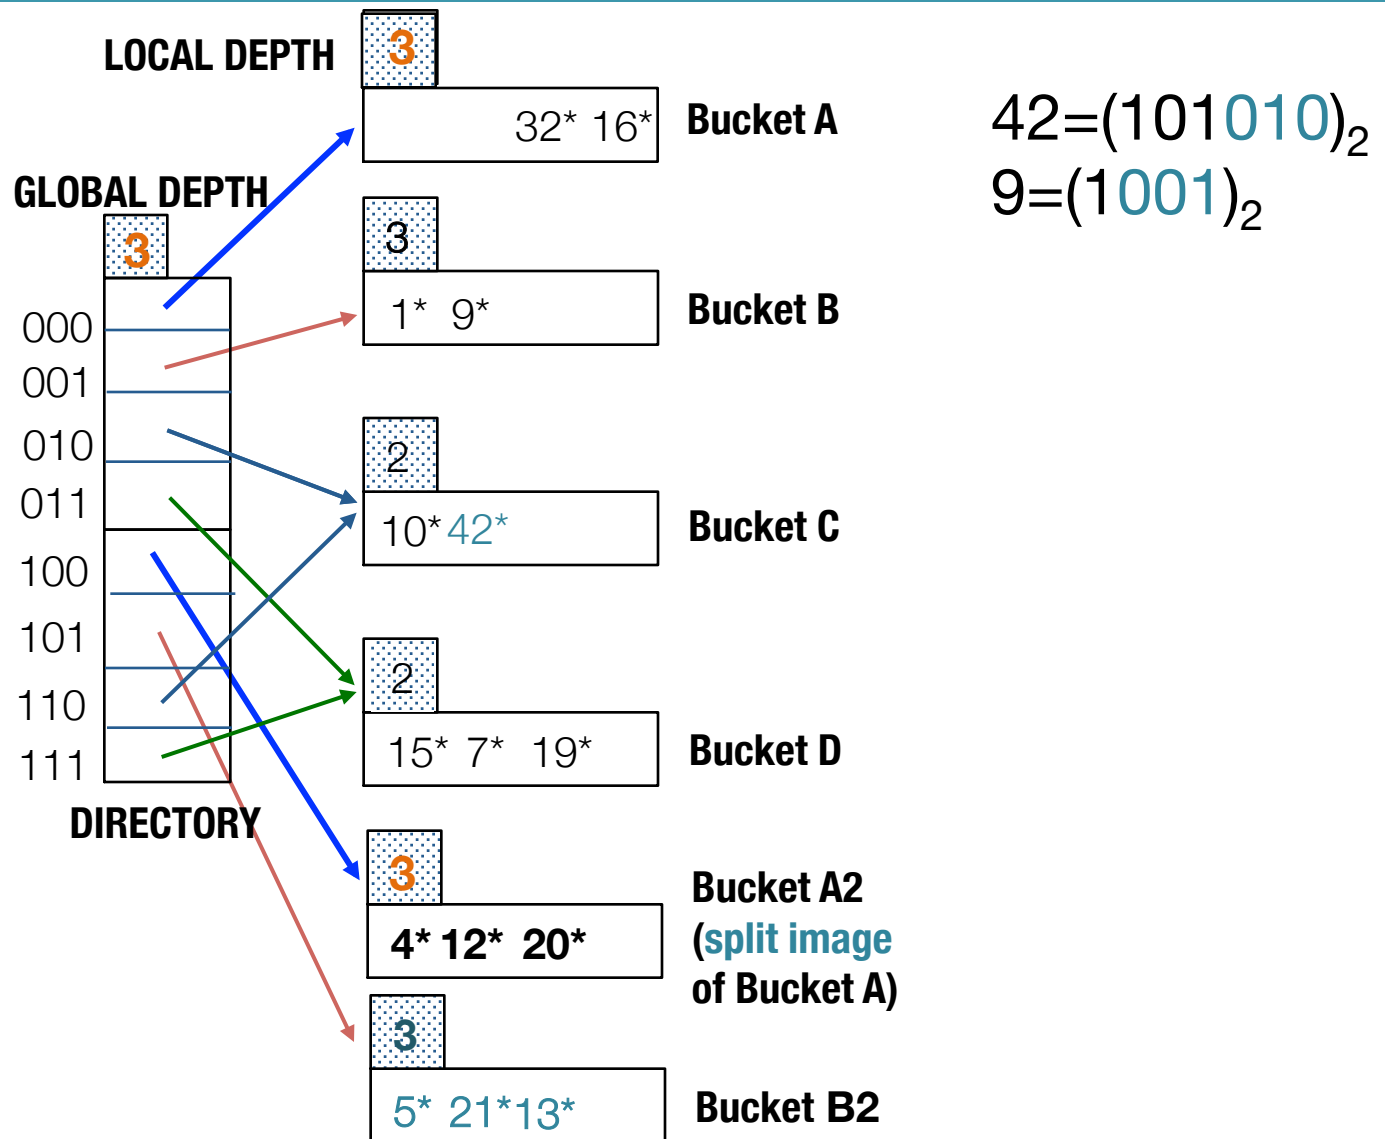 LOCAL DEPTH
3
32* 16*
Bucket A
42=(101010)2
9=(1001)2
GLOBAL DEPTH
3
3
1* 9*
Bucket B
000
001
010
011
100
101
110
111
DIRECTORY
2
10* 42*
Bucket C
2
15* 7* 19*
Bucket D
3
4* 12* 20*
Bucket A2
(split image
of Bucket A)
3
5* 21*13*
Bucket B2